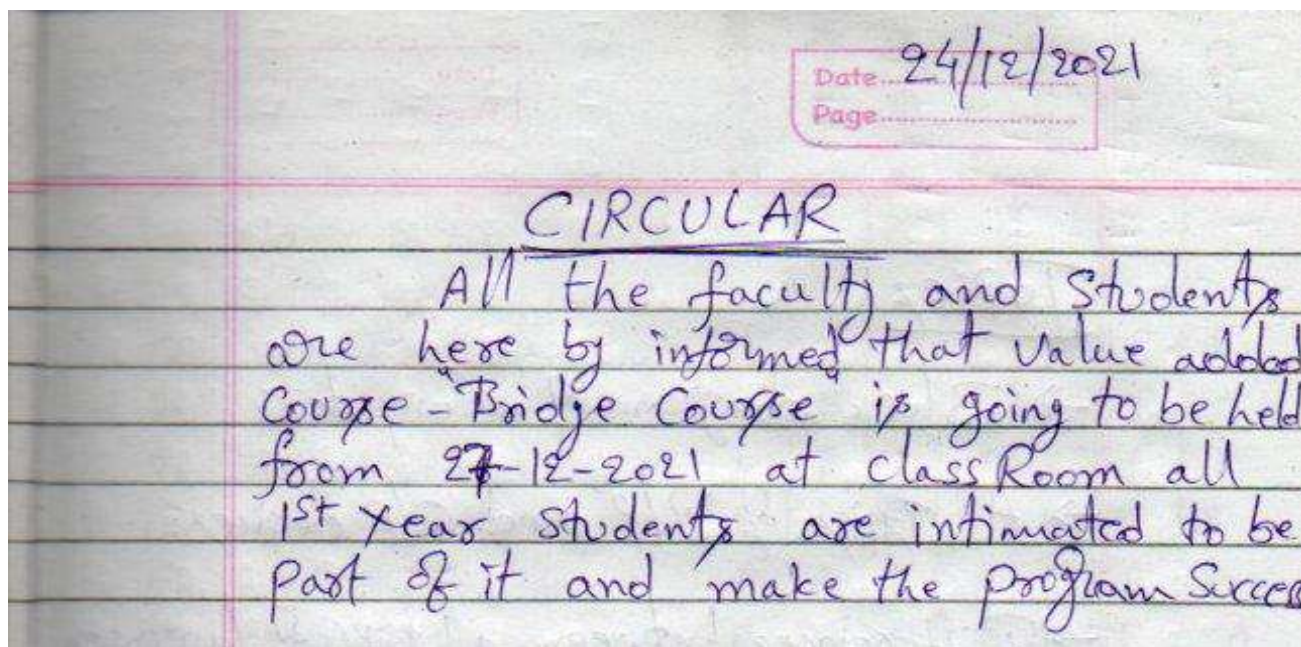 Date 24/12/2021
Page
CIRCULAR
All the faculty and Students
are here by informed that value added
Course - "Bridge Course" is going to be held
from 27-12-2021 at class Room all
1st Year Students are intimated to be
Part of it and make the program Success